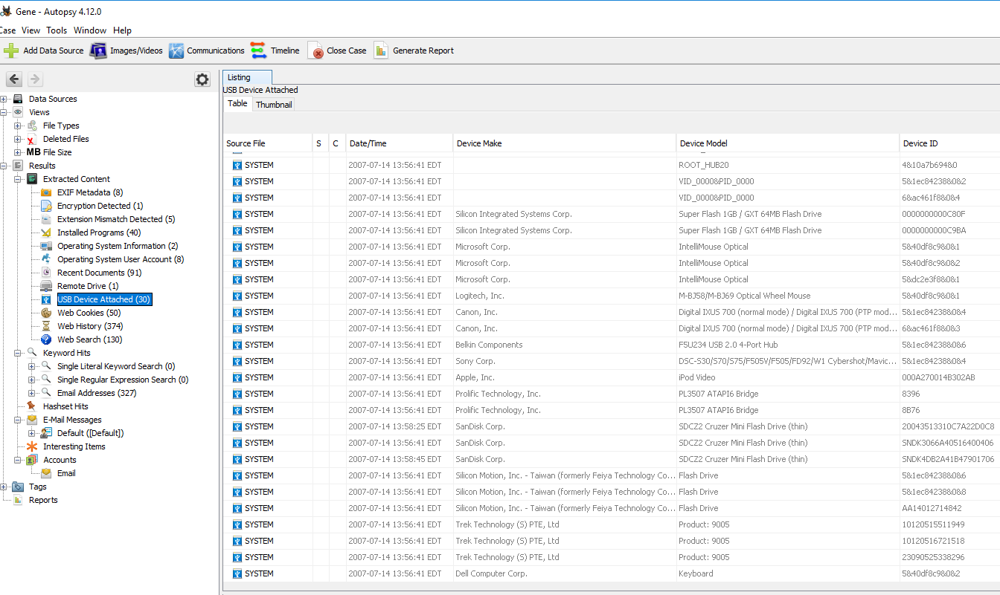 Gene - Autopsy 4.12.0
Case View Tools Window Help
Add Data Source Images/Videos Communications Timeline Close Case Generate Report
Data Sources
Views
File Types
Deleted Files
MB File Size
Results
Extracted Content
EXIF Metadata (8)
Encryption Detected (1)
Extension Mismatch Detected (5)
Installed Programs (40)
Operating System Information (2)
Operating System User Account (8)
Recent Documents (91)
Remote Drive (1)
USB Device Attached (30)
Web Cookies (50)
Web History (374)
Web Search (130)
Keyword Hits
Single Literal Keyword Search (0)
Single Regular Expression Search (0)
Email Addresses (327)
Hashset Hits
E-Mail Messages
Default ([Default])
Interesting Items
Accounts
Email
Tags
Reports
Listing
USB Device Attached
Table Thumbnail
Source File S C Date/Time Device Make Device Model Device ID
SYSTEM 2007-07-14 13:56:41 EDT ROOT_HUB20 4&10a7b694&0
SYSTEM 2007-07-14 13:56:41 EDT VID_0000&PID_0000 5&1ec84238&0&2
SYSTEM 2007-07-14 13:56:41 EDT VID_0000&PID_0000 6&ac461f8&0&4
SYSTEM 2007-07-14 13:56:41 EDT Silicon Integrated Systems Corp. Super Flash 1GB / GXT 64MB Flash Drive 0000000000C80F
SYSTEM 2007-07-14 13:56:41 EDT Silicon Integrated Systems Corp. Super Flash 1GB / GXT 64MB Flash Drive 0000000000C9BA
SYSTEM 2007-07-14 13:56:41 EDT Microsoft Corp. IntelliMouse Optical 5&40df8c9&0&1
SYSTEM 2007-07-14 13:56:41 EDT Microsoft Corp. IntelliMouse Optical 5&40df8c9&0&2
SYSTEM 2007-07-14 13:56:41 EDT Microsoft Corp. IntelliMouse Optical 5&dc2e3f8&0&1
SYSTEM 2007-07-14 13:56:41 EDT Logitech, Inc. M-BJ58/M-BJ69 Optical Wheel Mouse 5&40df8c9&0&1
SYSTEM 2007-07-14 13:56:41 EDT Canon, Inc. Digital IXUS 700 (normal mode) / Digital IXUS 700 (PTP mod... 5&1ec84238&0&4
SYSTEM 2007-07-14 13:56:41 EDT Canon, Inc. Digital IXUS 700 (normal mode) / Digital IXUS 700 (PTP mod... 6&ac461f8&0&3
SYSTEM 2007-07-14 13:56:41 EDT Belkin Components F5U234 USB 2.0 4-Port Hub 5&1ec84238&0&6
SYSTEM 2007-07-14 13:56:41 EDT Sony Corp. DSC-S30/S70/S75/F505V/F505/FD92/W1 Cybershot/Mavic... 5&1ec84238&0&4
SYSTEM 2007-07-14 13:56:41 EDT Apple, Inc. iPod Video 000A270014B302AB
SYSTEM 2007-07-14 13:56:41 EDT Prolific Technology, Inc. PL3507 ATAPI6 Bridge 8396
SYSTEM 2007-07-14 13:56:41 EDT Prolific Technology, Inc. PL3507 ATAPI6 Bridge 8B76
SYSTEM 2007-07-14 13:58:25 EDT SanDisk Corp. SDCZ2 Cruzer Mini Flash Drive (thin) 20043513310C7A22D0C8
SYSTEM 2007-07-14 13:56:41 EDT SanDisk Corp. SDCZ2 Cruzer Mini Flash Drive (thin) SNDK3066A40516400406
SYSTEM 2007-07-14 13:58:45 EDT SanDisk Corp. SDCZ2 Cruzer Mini Flash Drive (thin) SNDK4DB2A41B47901706
SYSTEM 2007-07-14 13:56:41 EDT Silicon Motion, Inc. - Taiwan (formerly Feiya Technology Co... Flash Drive 5&1ec84238&0&6
SYSTEM 2007-07-14 13:56:41 EDT Silicon Motion, Inc. - Taiwan (formerly Feiya Technology Co... Flash Drive 5&1ec84238&0&8
SYSTEM 2007-07-14 13:56:41 EDT Silicon Motion, Inc. - Taiwan (formerly Feiya Technology Co... Flash Drive AA14012714842
SYSTEM 2007-07-14 13:56:41 EDT Trek Technology (S) PTE, Ltd Product: 9005 10120515511949
SYSTEM 2007-07-14 13:56:41 EDT Trek Technology (S) PTE, Ltd Product: 9005 10120516721518
SYSTEM 2007-07-14 13:56:41 EDT Trek Technology (S) PTE, Ltd Product: 9005 23090525338296
SYSTEM 2007-07-14 13:56:41 EDT Dell Computer Corp. Keyboard 5&40df8c9&0&2